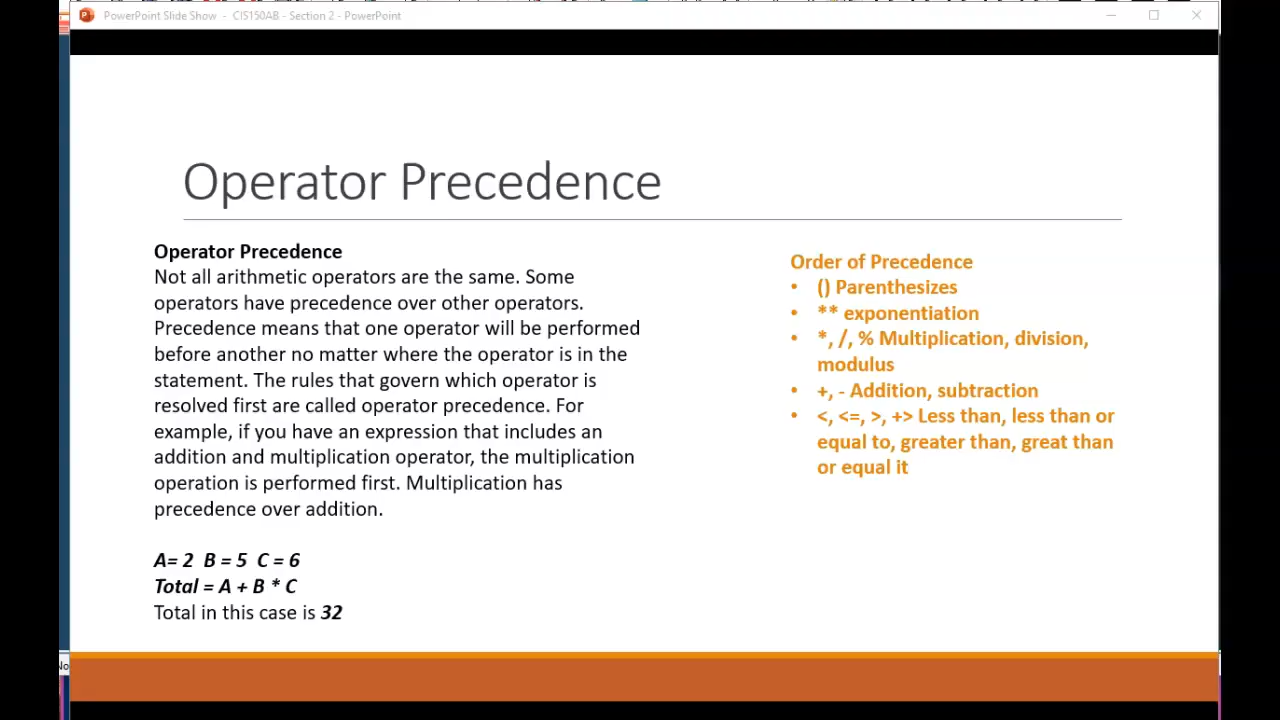 PowerPoint Slide Show - CIS150AB - Section 2 - PowerPoint
Operator Precedence
Operator Precedence
Not all arithmetic operators are the same. Some
operators have precedence over other operators.
Precedence means that one operator will be performed
before another no matter where the operator is in the
statement. The rules that govern which operator is
resolved first are called operator precedence. For
example, if you have an expression that includes an
addition and multiplication operator, the multiplication
operation is performed first. Multiplication has
precedence over addition.
A= 2 B = 5 C = 6
Total = A + B * C
Total in this case is 32
Order of Precedence
• () Parenthesizes
• ** exponentiation
• *, /, % Multiplication, division,
modulus
• +, - Addition, subtraction
• <, <=, >, +> Less than, less than or
equal to, greater than, great than
or equal it
No